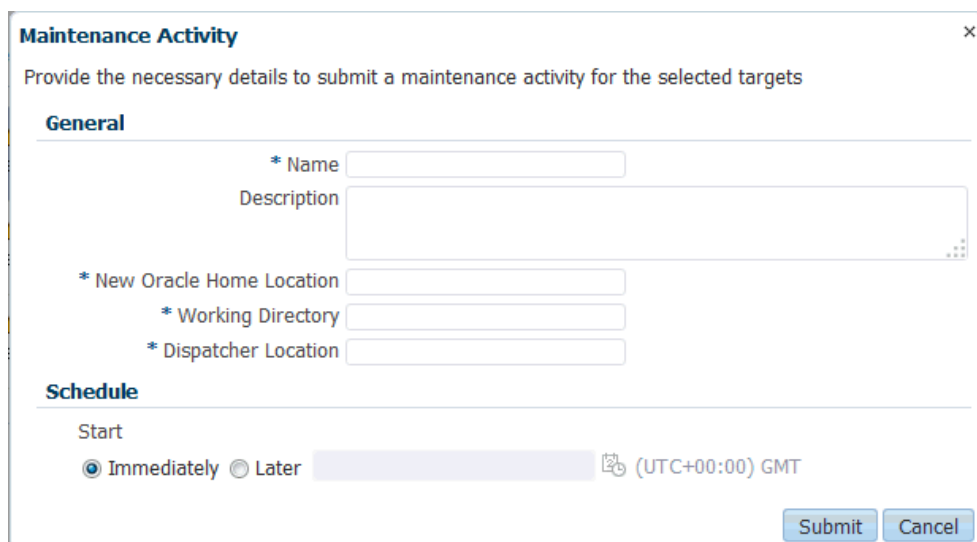 Maintenance Activity
Provide the necessary details to submit a maintenance activity for the selected targets
General
* Name
Description
* New Oracle Home Location
* Working Directory
* Dispatcher Location
Schedule
Start
Immediately Later (UTC+00:00) GMT
Submit Cancel